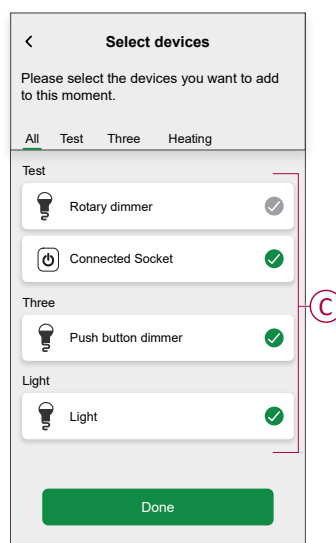 Select devices
Please select the devices you want to add
to this moment.
All Test Three Heating
Test
Rotary dimmer
Connected Socket
Three
Push button dimmer
Light
Light
Done
C